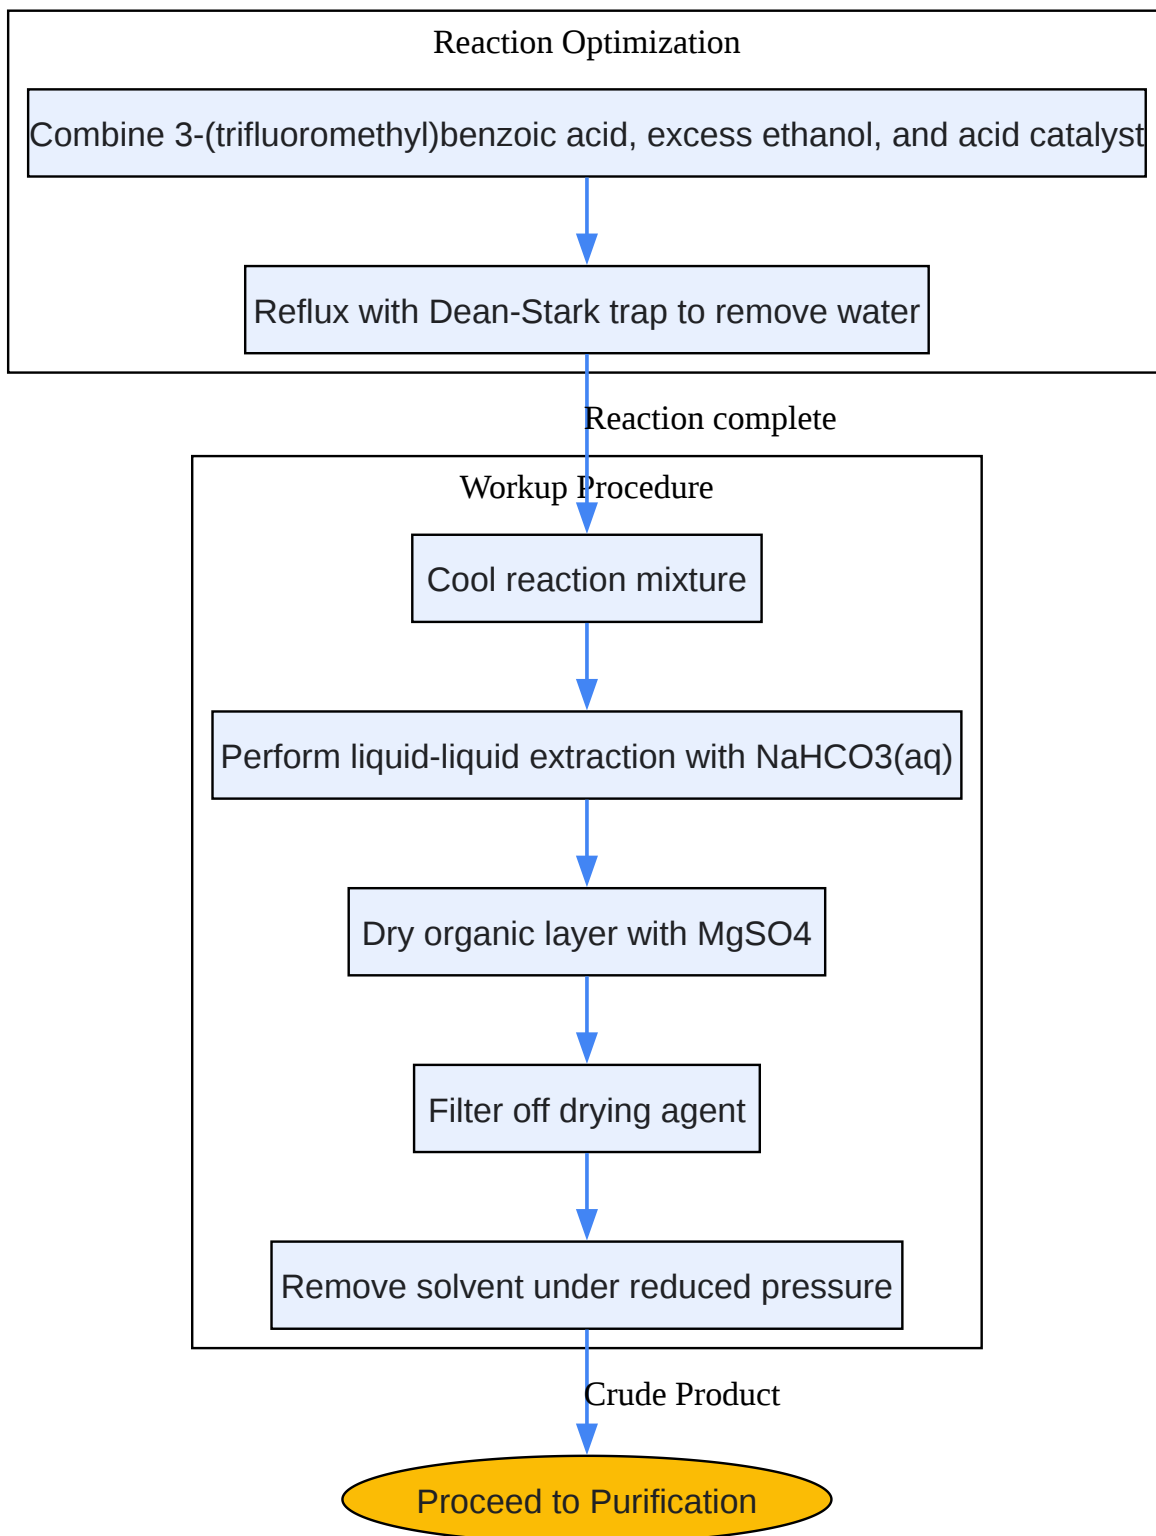 Reaction Optimization
Combine 3-(trifluoromethyl)benzoic acid, excess ethanol, and acid catalyst
Reflux with Dean-Stark trap to remove water
Reaction complete
Workup Procedure
Cool reaction mixture
Perform liquid-liquid extraction with NaHCO3(aq)
Dry organic layer with MgSO4
Filter off drying agent
Remove solvent under reduced pressure
Crude Product
Proceed to Purification